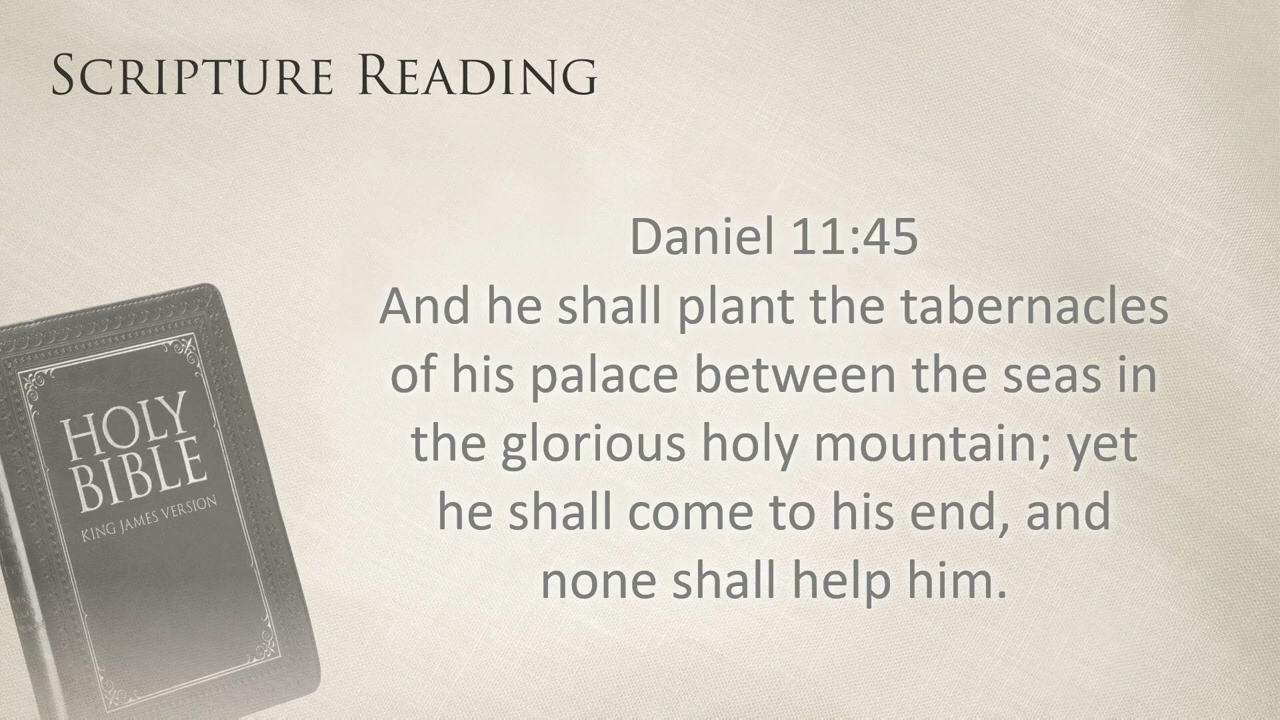 Scripture Reading
Daniel 11:45
And he shall plant the tabernacles
of his palace between the seas in
the glorious holy mountain; yet
he shall come to his end, and
none shall help him.
HOLY
BIBLE
KING JAMES VERSION